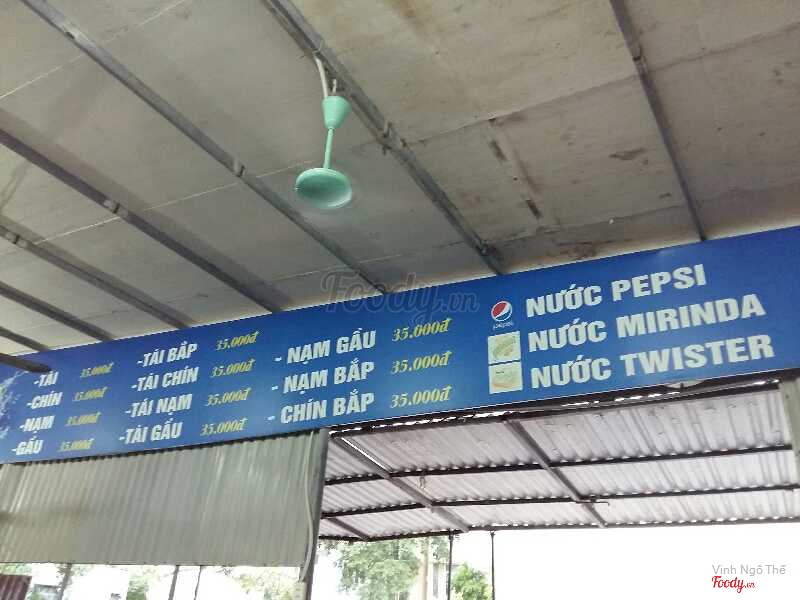 -TÁI 35.000đ
-CHÍN 35.000đ
-NẠM 35.000đ
-GẦU 35.000đ
-TÁI BẮP 35.000đ
-TÁI CHÍN 35.000đ
-TÁI NẠM 35.000đ
-TÁI GẦU 35.000đ
- NẠM GẦU 35.000đ
- NẠM BẮP 35.000đ
- CHÍN BẮP 35.000đ
pepsi NƯỚC PEPSI
NƯỚC MIRINDA
NƯỚC TWISTER
Foody.vn
Vinh Ngô Thế
Foody.vn